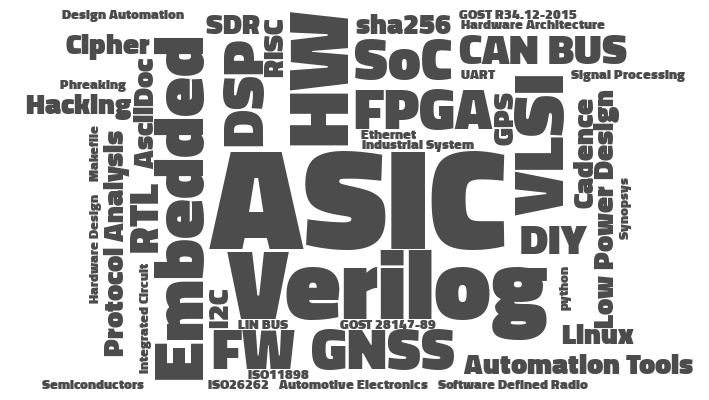 Design Automation
SDR
sha256
GOST R34.12-2015
Hardware Architecture
Cipher
RISC
HW
SoC
CAN BUS
Phreaking
AsciiDoc
Embedded
DSP
UART
Signal Processing
Hacking
FPGA
GPS
VLSI
Ethernet
Industrial System
Makefile
Protocol Analysis
RTL
ASIC
Cadence
Low Power Design
Synopsys
Hardware Design
DIY
Verilog
Integrated Circuit
I2C
python
LIN BUS
GOST 28147-89
Linux
FW
GNSS
Automation Tools
ISO11898
Semiconductors
ISO26262
Automotive Electronics
Software Defined Radio